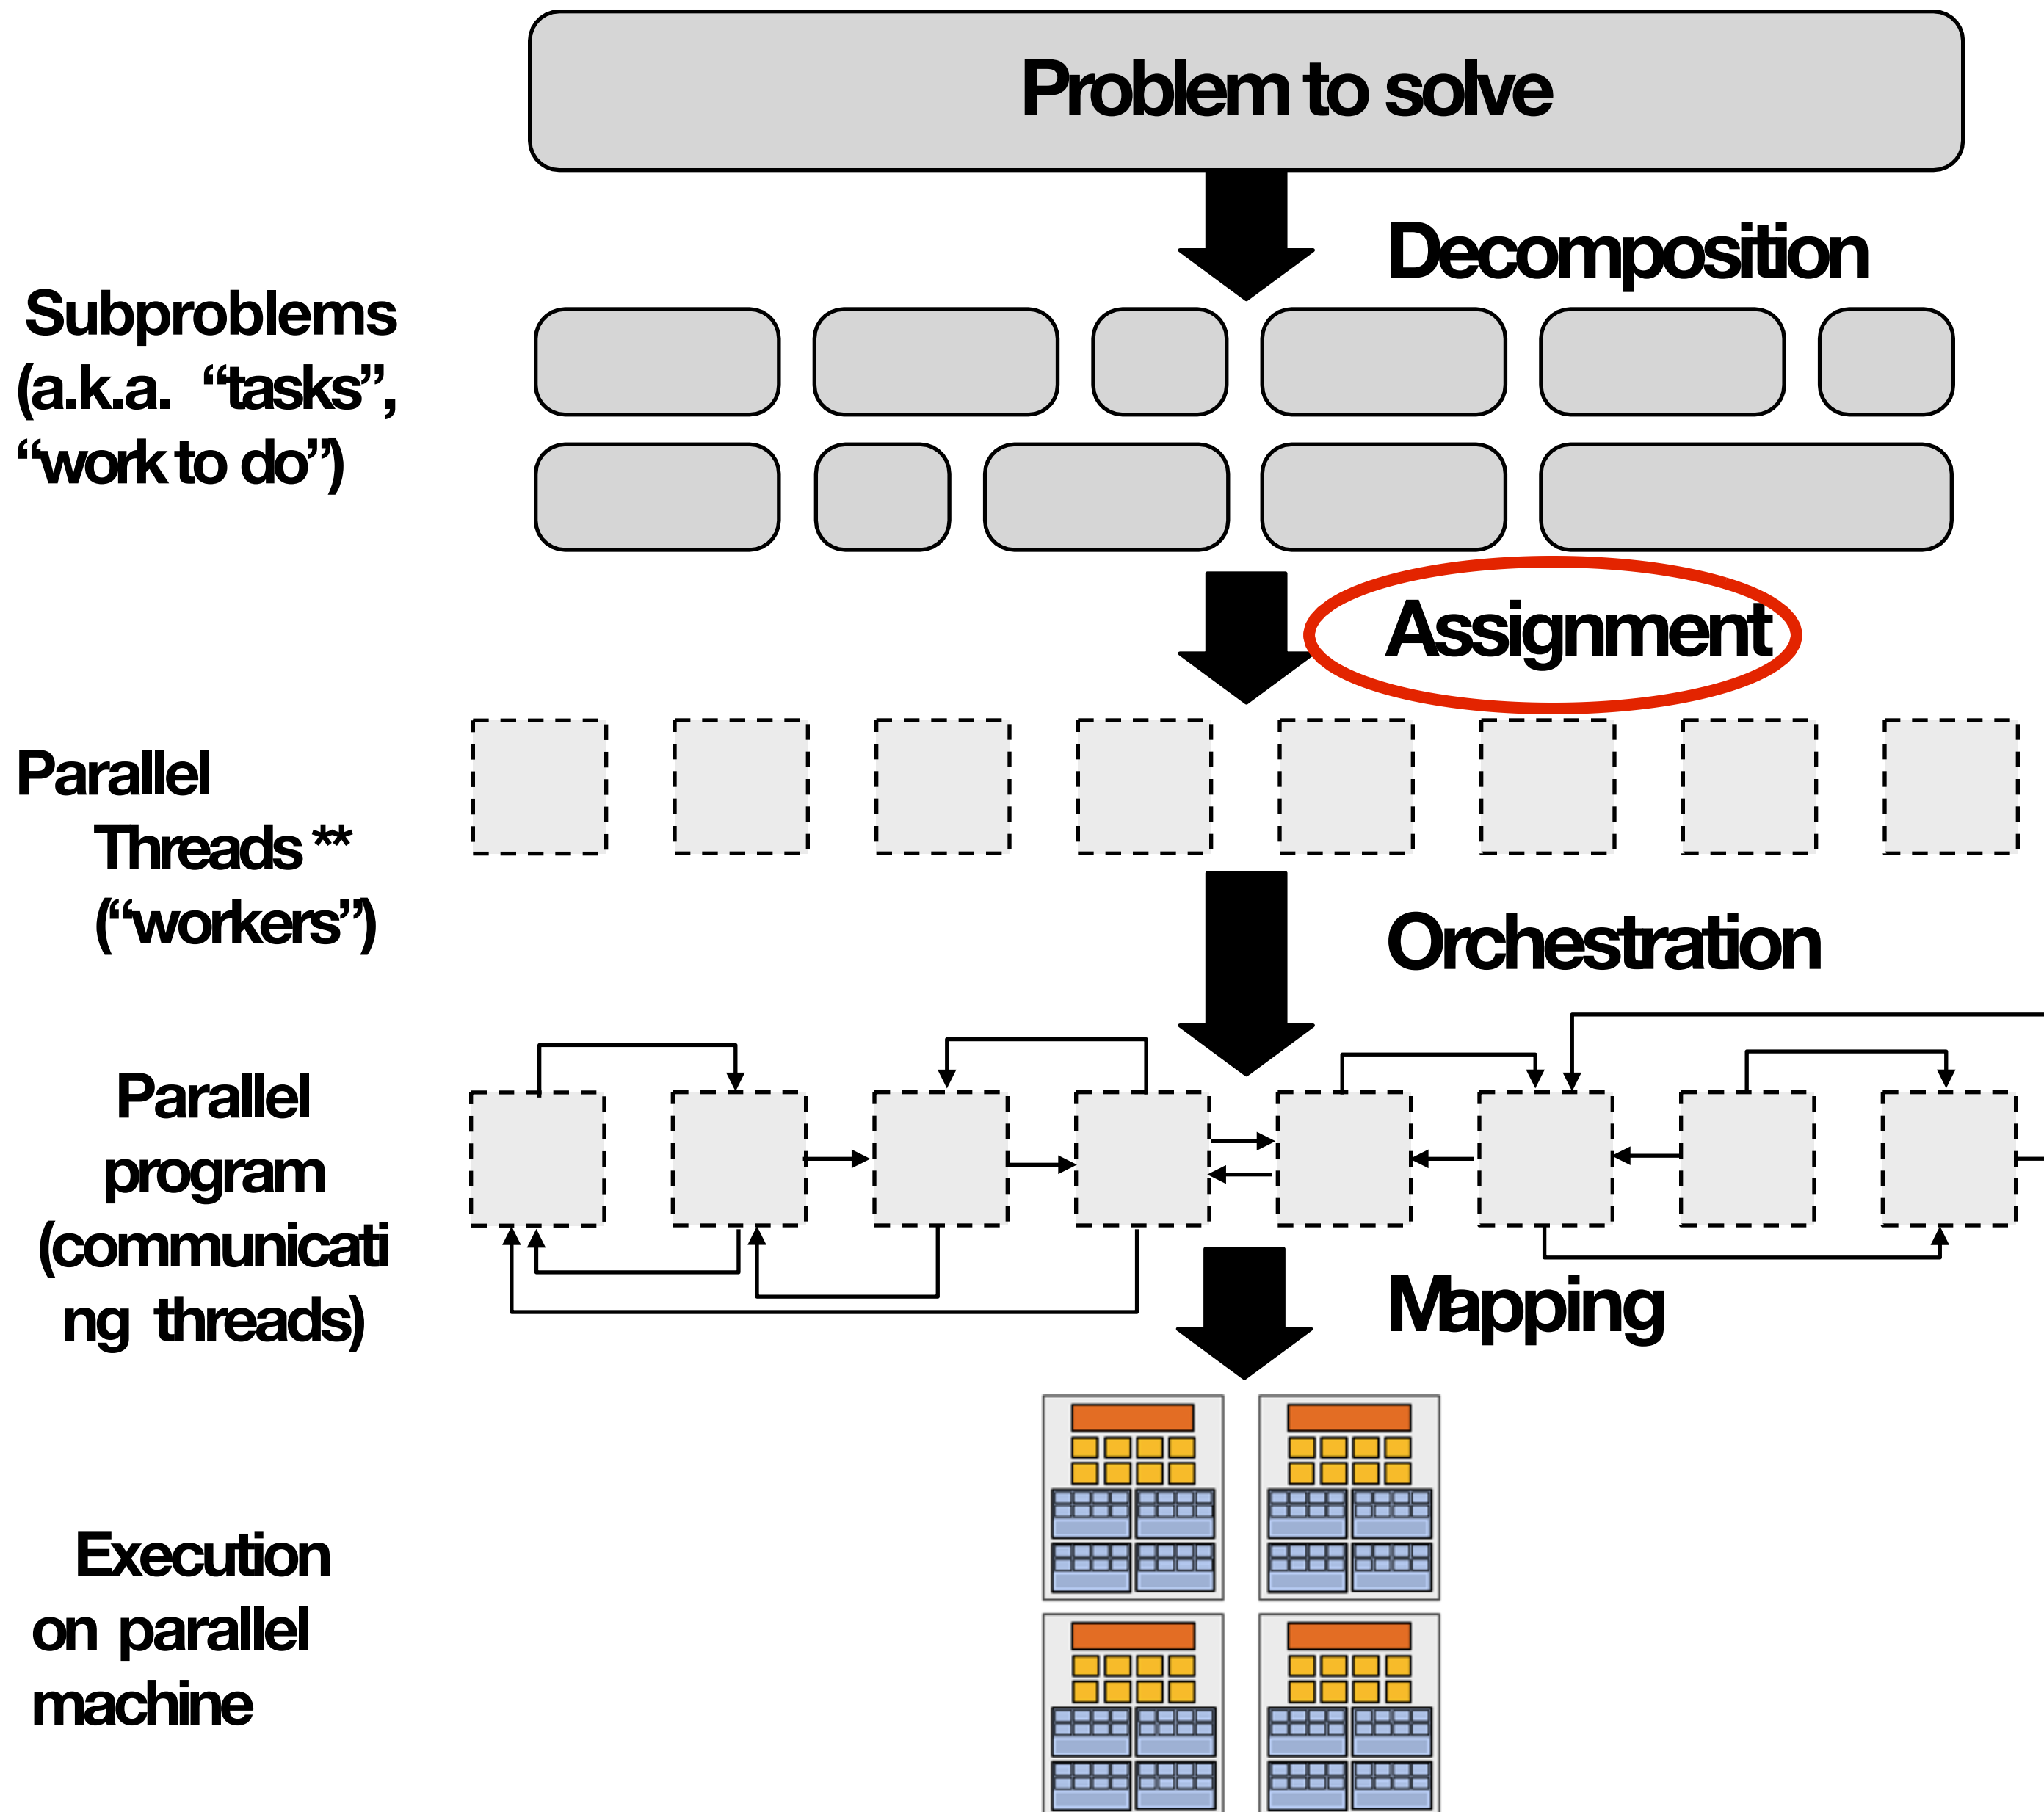 Problem to solve
Decomposition
Subproblems
(a.k.a. “tasks”,
“work to do”)
Assignment
Parallel
Threads **
(“workers”)
Orchestration
Parallel
program
(communicati
ng threads)
Mapping
Execution
on parallel
machine